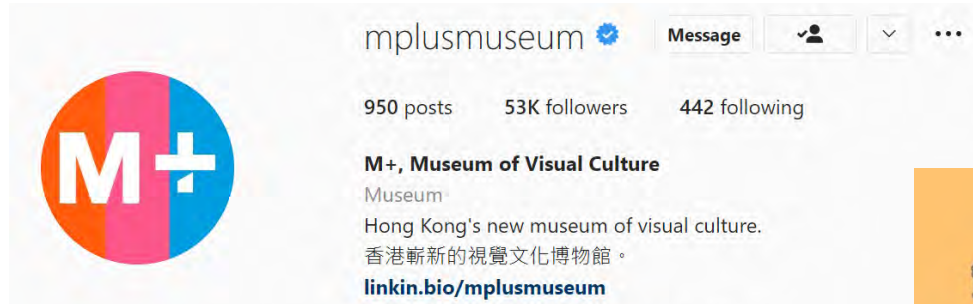 mplusmuseum Message
950 posts 53K followers 442 following
M+
M+, Museum of Visual Culture
Museum
Hong Kong's new museum of visual culture.
香港嶄新的視覺文化博物館。
linkin.bio/mplusmuseum